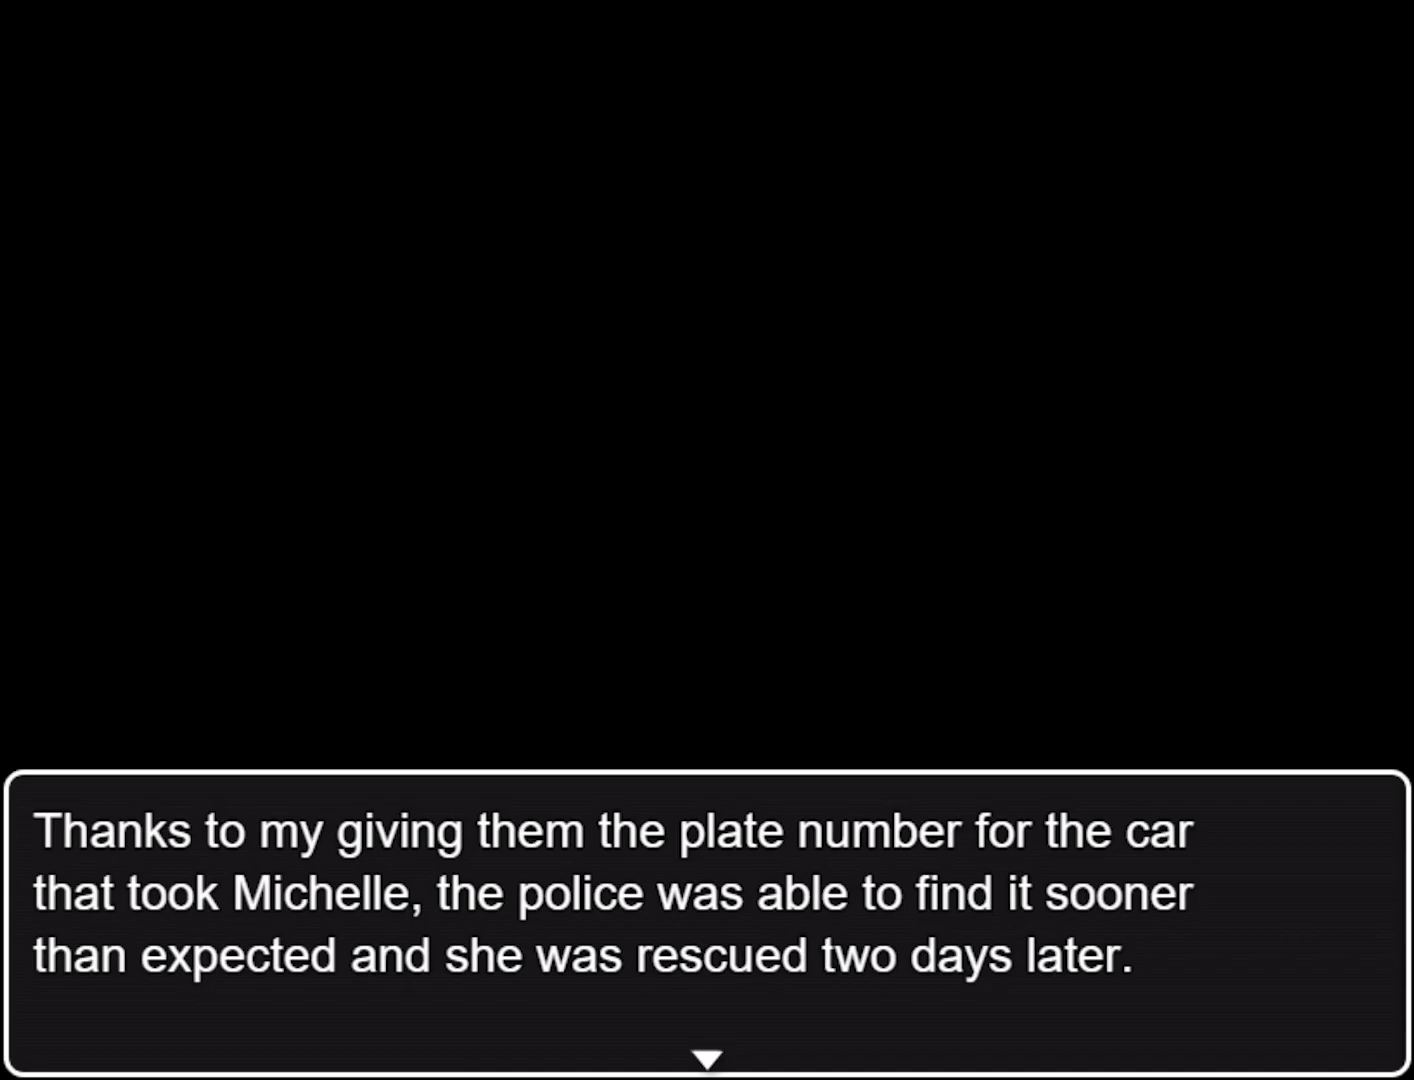 Thanks to my giving them the plate number for the car
that took Michelle, the police was able to find it sooner
than expected and she was rescued two days later.